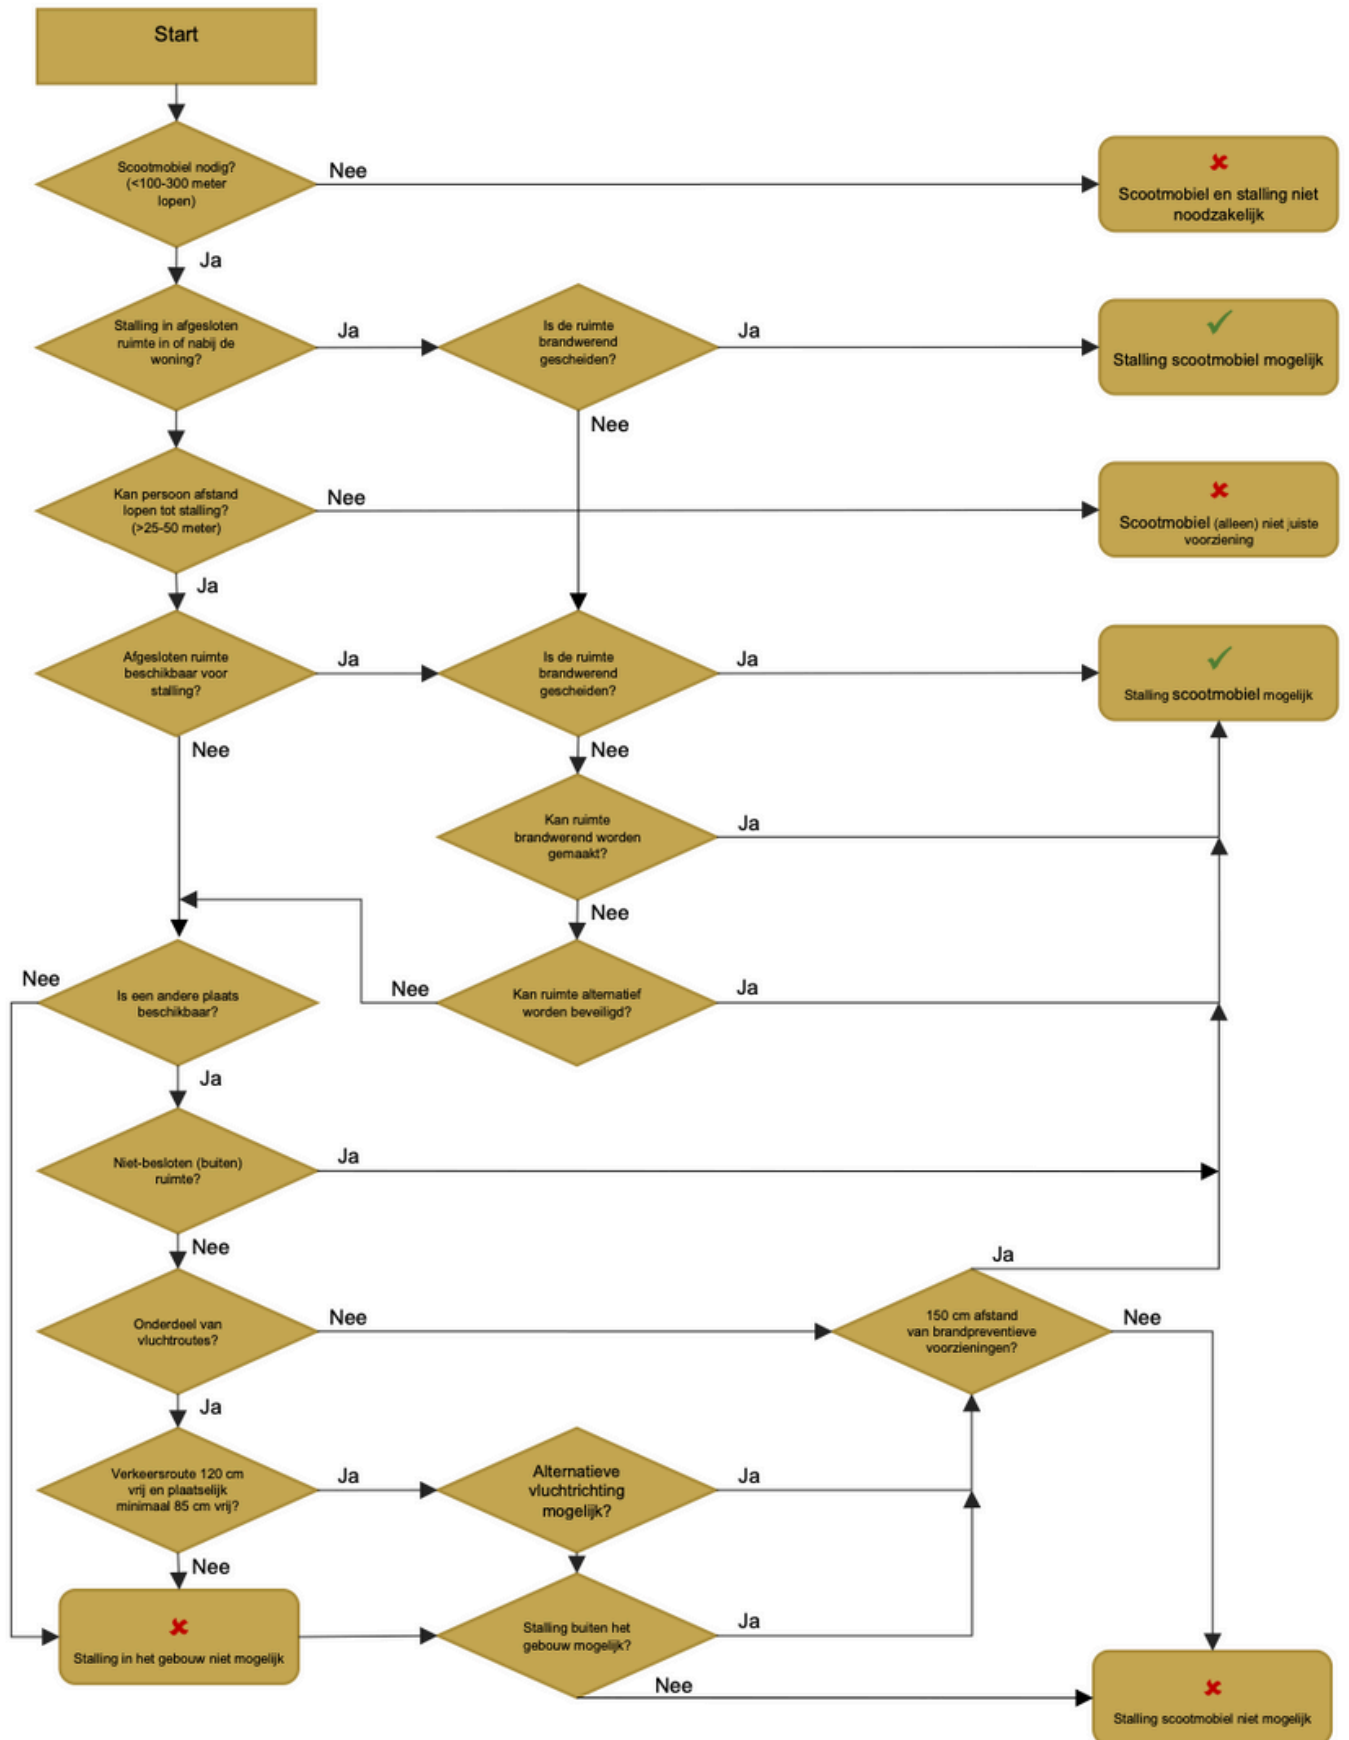 Start
Scootmobiel nodig?
(<100-300 meter
lopen)
Nee
Scootmobiel en stalling niet
noodzakelijk
Ja
Stalling in afgesloten
ruimte in of nabij de
woning?
Ja
Is de ruimte
brandwerend
gescheiden?
Ja
Stalling scootmobiel mogelijk
Nee
Kan persoon afstand
lopen tot stalling?
(>25-50 meter)
Nee
Scootmobiel (alleen) niet juiste
voorziening
Ja
Afgesloten ruimte
beschikbaar voor
stalling?
Ja
Is de ruimte
brandwerend
gescheiden?
Ja
Stalling scootmobiel mogelijk
Nee
Nee
Kan ruimte
brandwerend worden
gemaakt?
Ja
Nee
Nee
Is een andere plaats
beschikbaar?
Nee
Kan ruimte alternatief
worden beveiligd?
Ja
Ja
Niet-besloten (buiten)
ruimte?
Ja
Nee
Ja
Onderdeel van
vluchtroutes?
Nee
150 cm afstand
van brandpreventieve
voorzieningen?
Nee
Ja
Verkeersroute 120 cm
vrij en plaatselijk
minimaal 85 cm vrij?
Ja
Alternatieve
vluchtrichting
mogelijk?
Ja
Nee
Stalling in het gebouw niet mogelijk
Stalling buiten het
gebouw mogelijk?
Ja
Nee
Stalling scootmobiel niet mogelijk